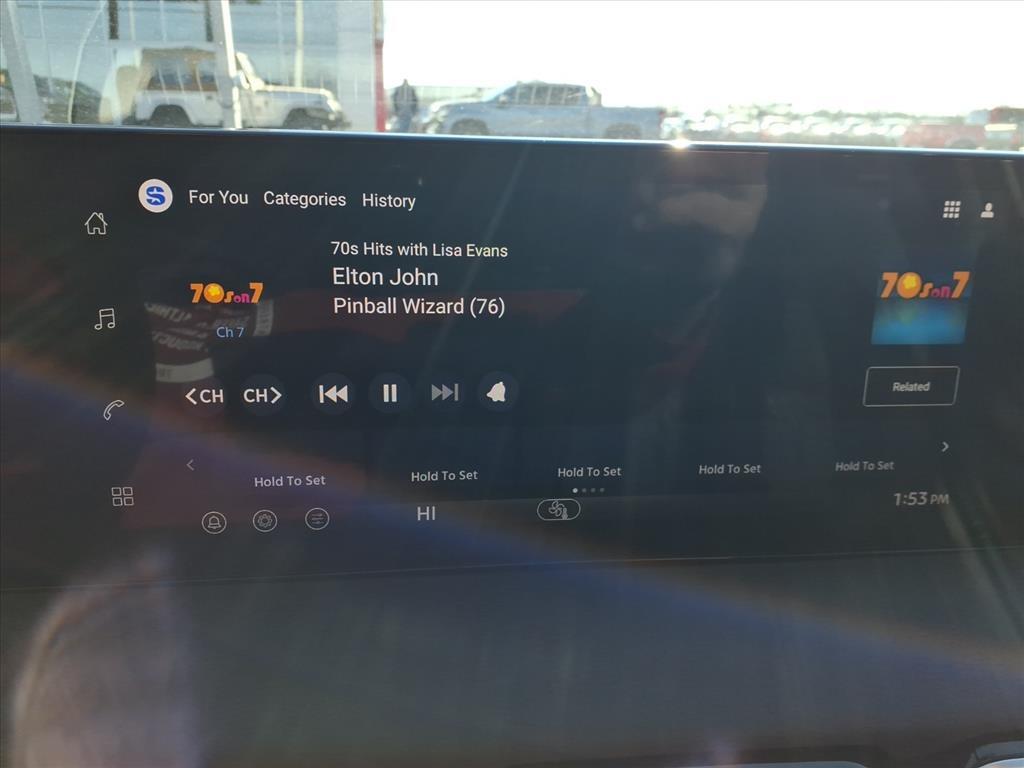 For You Categories History
70s Hits with Lisa Evans
Elton John
Pinball Wizard (76)
70s on 7
Ch 7
70s on 7
<CH CH>
Related
Hold To Set Hold To Set Hold To Set Hold To Set Hold To Set
HI
1:53 PM